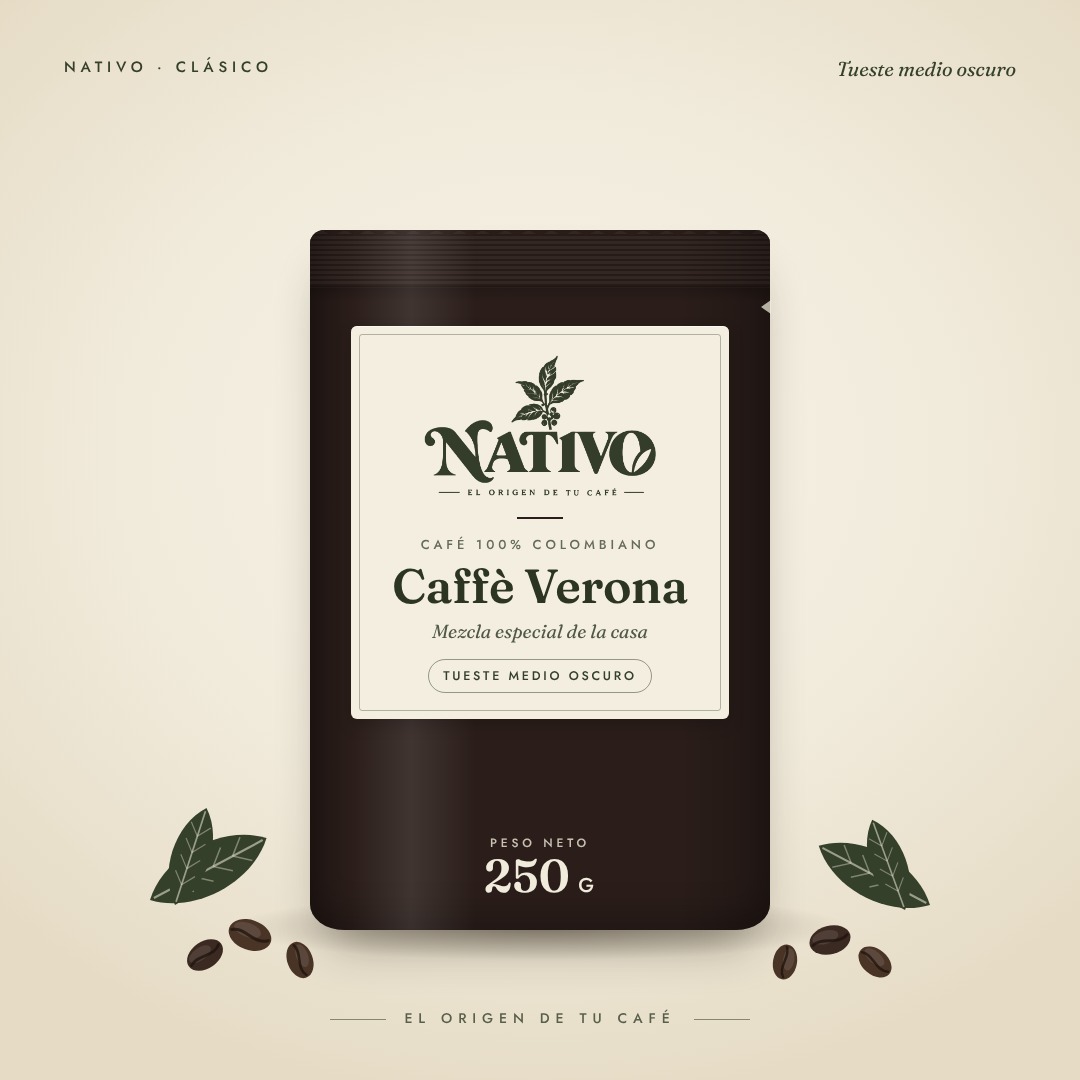 NATIVO · CLÁSICO
Tueste medio oscuro
NATIVO
EL ORIGEN DE TU CAFÉ
CAFÉ 100% COLOMBIANO
Caffè Verona
Mezcla especial de la casa
TUESTE MEDIO OSCURO
PESO NETO
250 G
EL ORIGEN DE TU CAFÉ